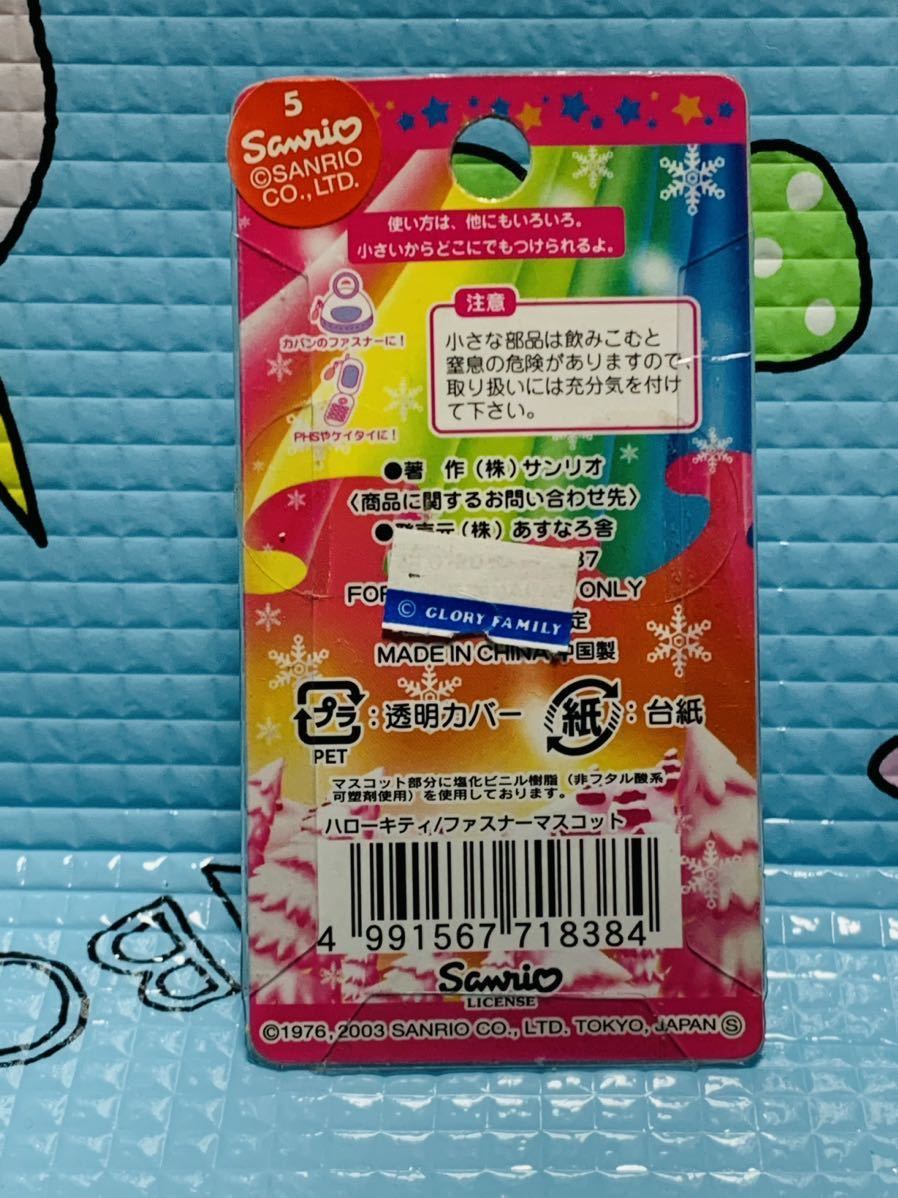 5
Sanrio
©SANRIO
CO., LTD.
使い方は、他にもいろいろ。
小さいからどこにでもつけられるよ。
カバンのファスナーに!
PHSやケイタイに!
注意
小さな部品は飲みこむと
窒息の危険がありますので、
取り扱いには充分気を付け
て下さい。
●著 作(株)サンリオ
〈商品に関するお問い合わせ先〉
●発売元(株)あすなろ舎
87
ONLY
定
© GLORY FAMILY
MADE IN CHINA 中国製
プラ:透明カバー
PET
紙:台紙
マスコット部分に塩化ビニル樹脂(非フタル酸系
可塑剤使用)を使用しております。
ハローキティ/ファスナーマスコット
4 991567 718384
Sanrio
LICENSE
©1976, 2003 SANRIO CO., LTD. TOKYO, JAPAN Ⓢ
B